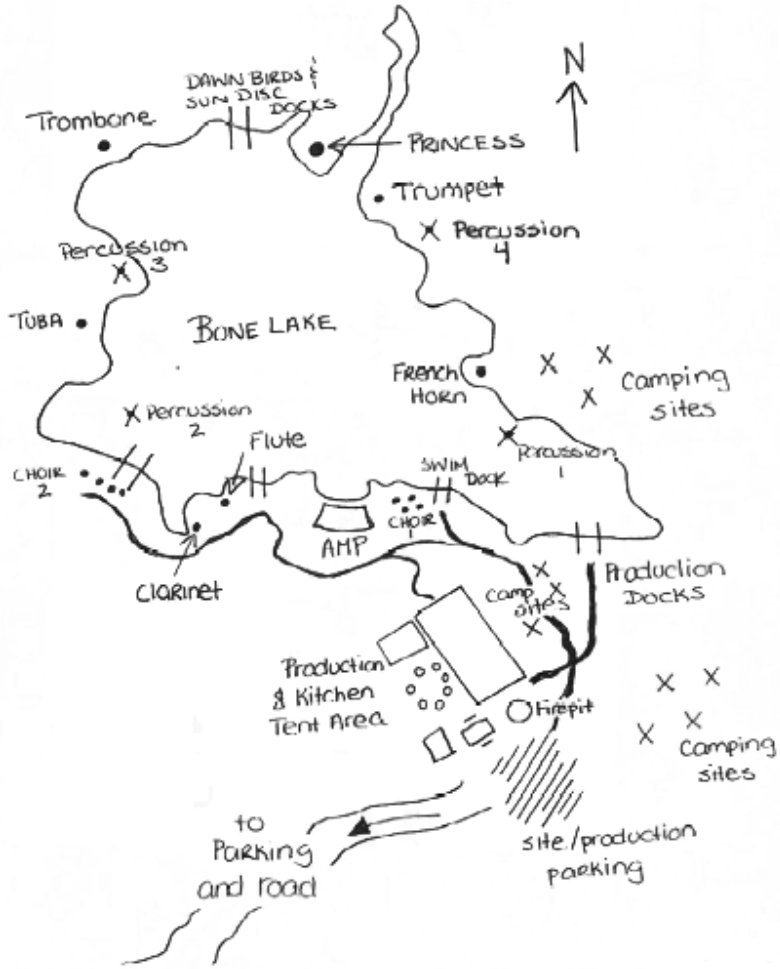 DAWN BIRDS &
SUN DISC
DOCKS
N
Trombone
PRINCESS
Trumpet
Percussion
4
Percussion
3
TUBA
BONE LAKE
FRENCH
HORN
Camping
sites
Percussion
2
Flute
Percussion
1
SWIM
DOCK
CHOIR
2
CHOIR
1
AMP
Clarinet
Camp
sites
Production
DOCKS
Production
& Kitchen
Tent Area
Firepit
Camping
sites
to
Parking
and road
site/production
parking